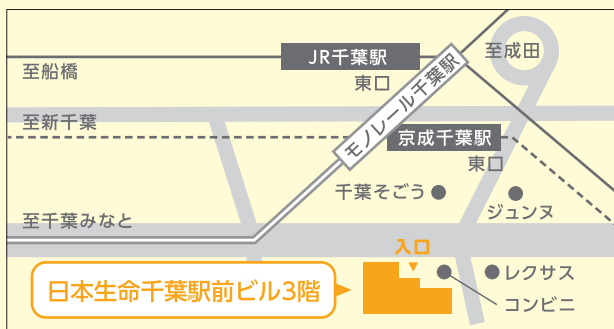 JR千葉駅
至成田
至船橋
東口
モノレール千葉駅
至新千葉
京成千葉駅
東口
千葉そごう
ジュンヌ
至千葉みなと
入口
レクサス
日本生命千葉駅前ビル3階
コンビニ